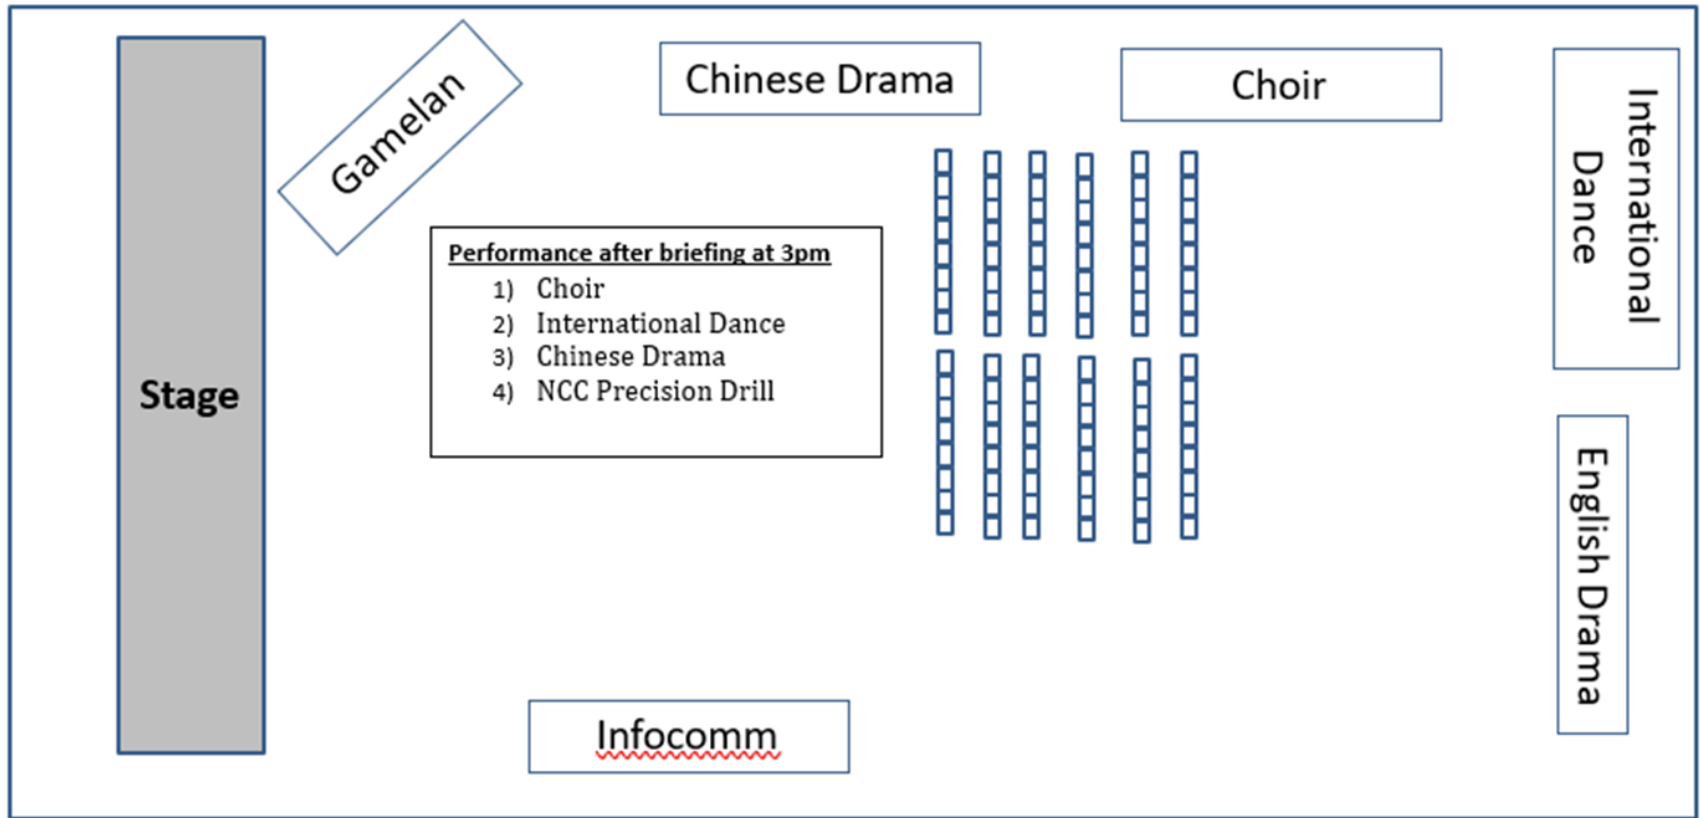 Gamelan
Chinese Drama
Choir
International
Dance
Performance after briefing at 3pm
1) Choir
2) International Dance
3) Chinese Drama
4) NCC Precision Drill
Stage
English Drama
Infocomm